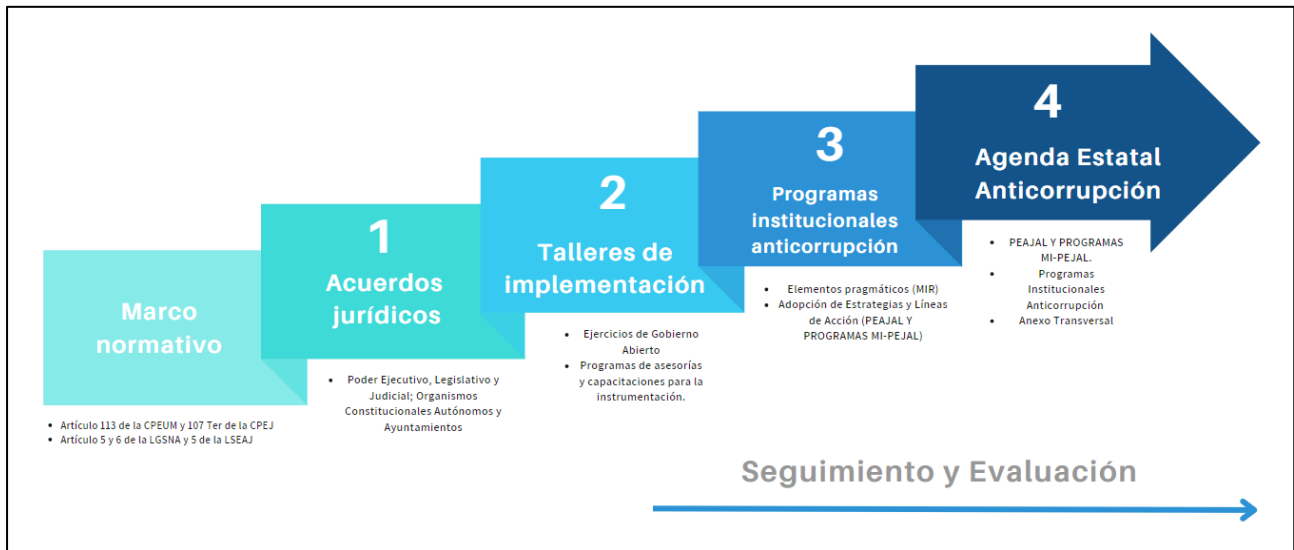 Marco
normativo
• Artículo 113 de la CPEUM y 107 Ter de la CPEJ
• Artículo 5 y 6 de la LGSNA y 5 de la LSEAJ
1
Acuerdos
jurídicos
• Poder Ejecutivo, Legislativo y
Judicial; Organismos
Constitucionales Autónomos y
Ayuntamientos
2
Talleres de
implementación
• Ejercicios de Gobierno
Abierto
• Programas de asesorías
y capacitaciones para la
instrumentación.
3
Programas
institucionales
anticorrupción
• Elementos pragmáticos (MIR)
• Adopción de Estrategias y Líneas
de Acción (PEAJAL Y
PROGRAMAS MI-PEJAL)
4
Agenda Estatal
Anticorrupción
• PEAJAL Y PROGRAMAS
MI-PEJAL.
• Programas
Institucionales
Anticorrupción
• Anexo Transversal
Seguimiento y Evaluación